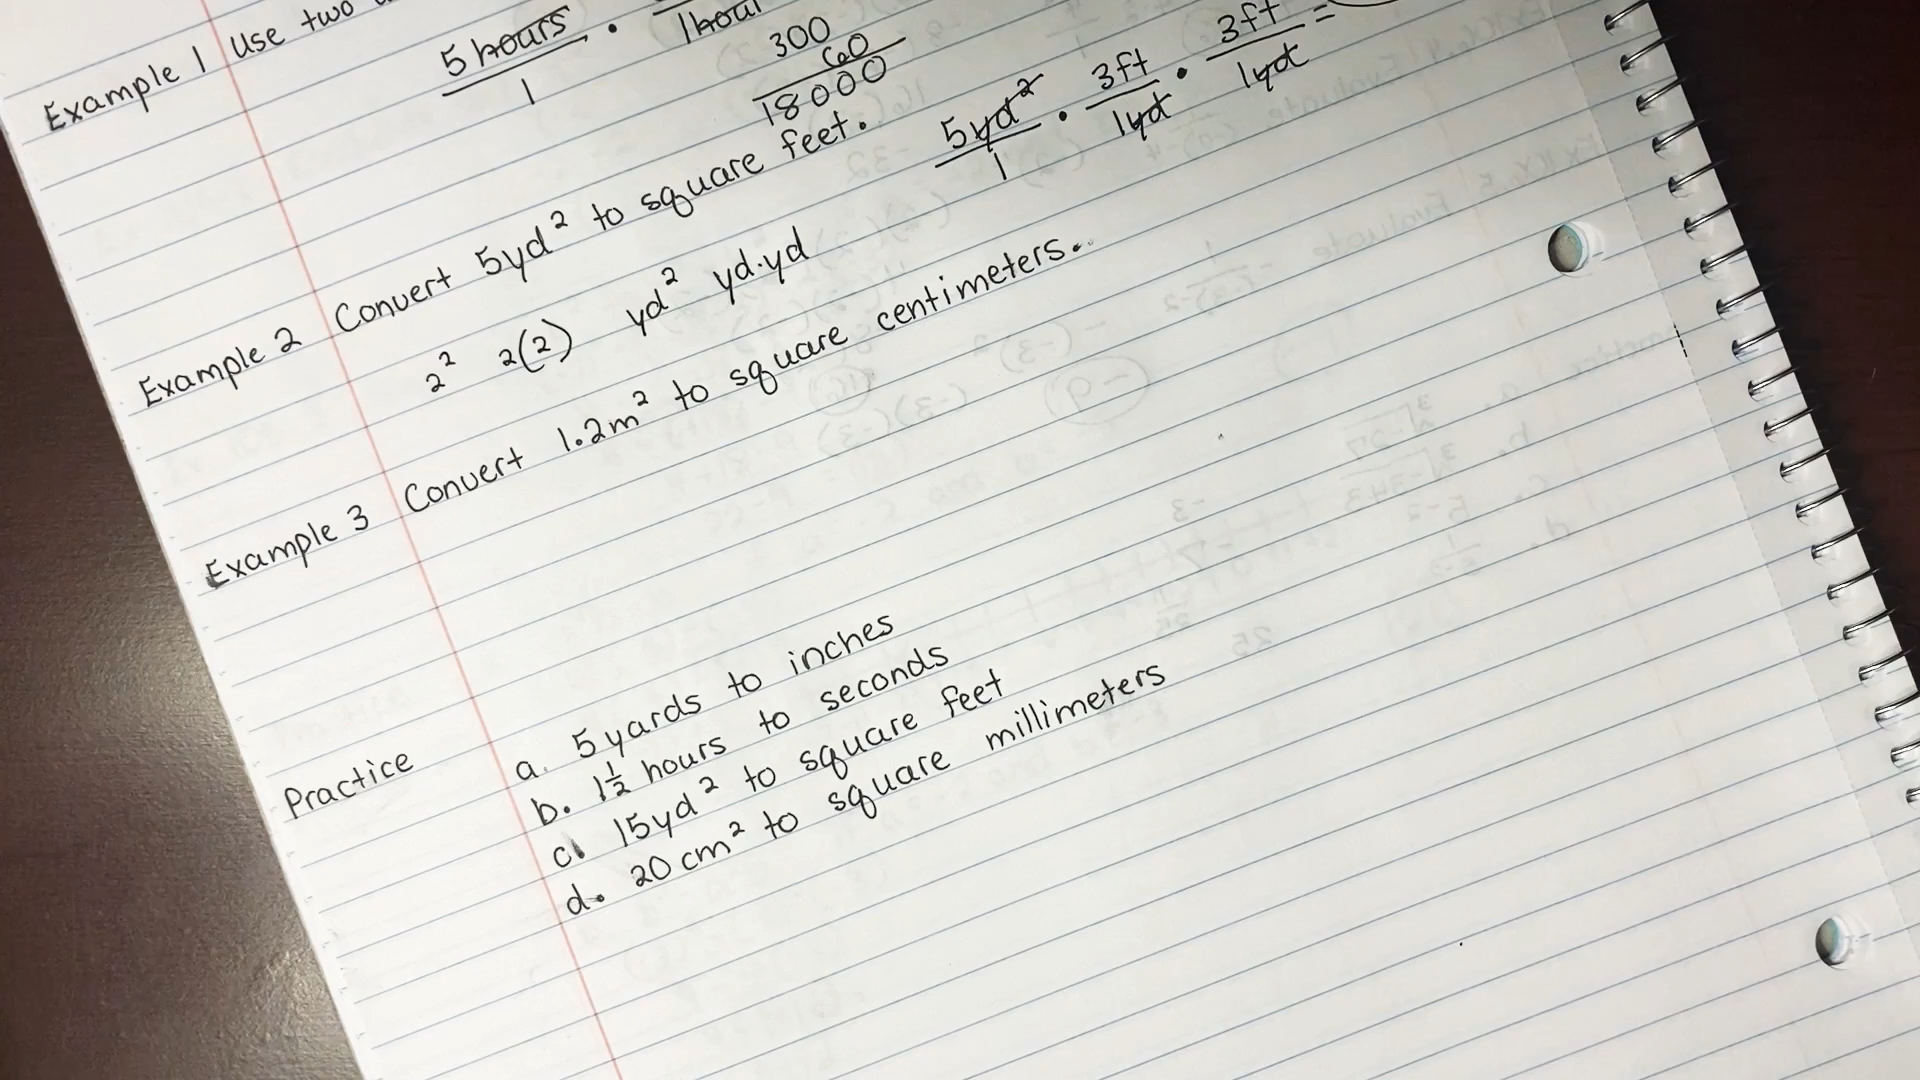 Example 1 Use two
5 hours / 1 · / 1 hour
300
60
18000
Example 2 Convert 5yd² to square feet.
5yd² / 1 · 3ft / 1yd · 3ft / 1yd =
2² 2(2) yd² yd·yd
Example 3 Convert 1.2m² to square centimeters.
Practice
a. 5 yards to inches
b. 1½ hours to seconds
c. 15yd² to square feet
d. 20 cm² to square millimeters